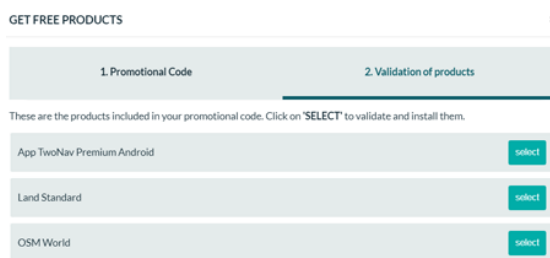 GET FREE PRODUCTS
1. Promotional Code
2. Validation of products
These are the products included in your promotional code. Click on 'SELECT' to validate and install them.
App TwoNav Premium Android
select
Land Standard
select
OSM World
select